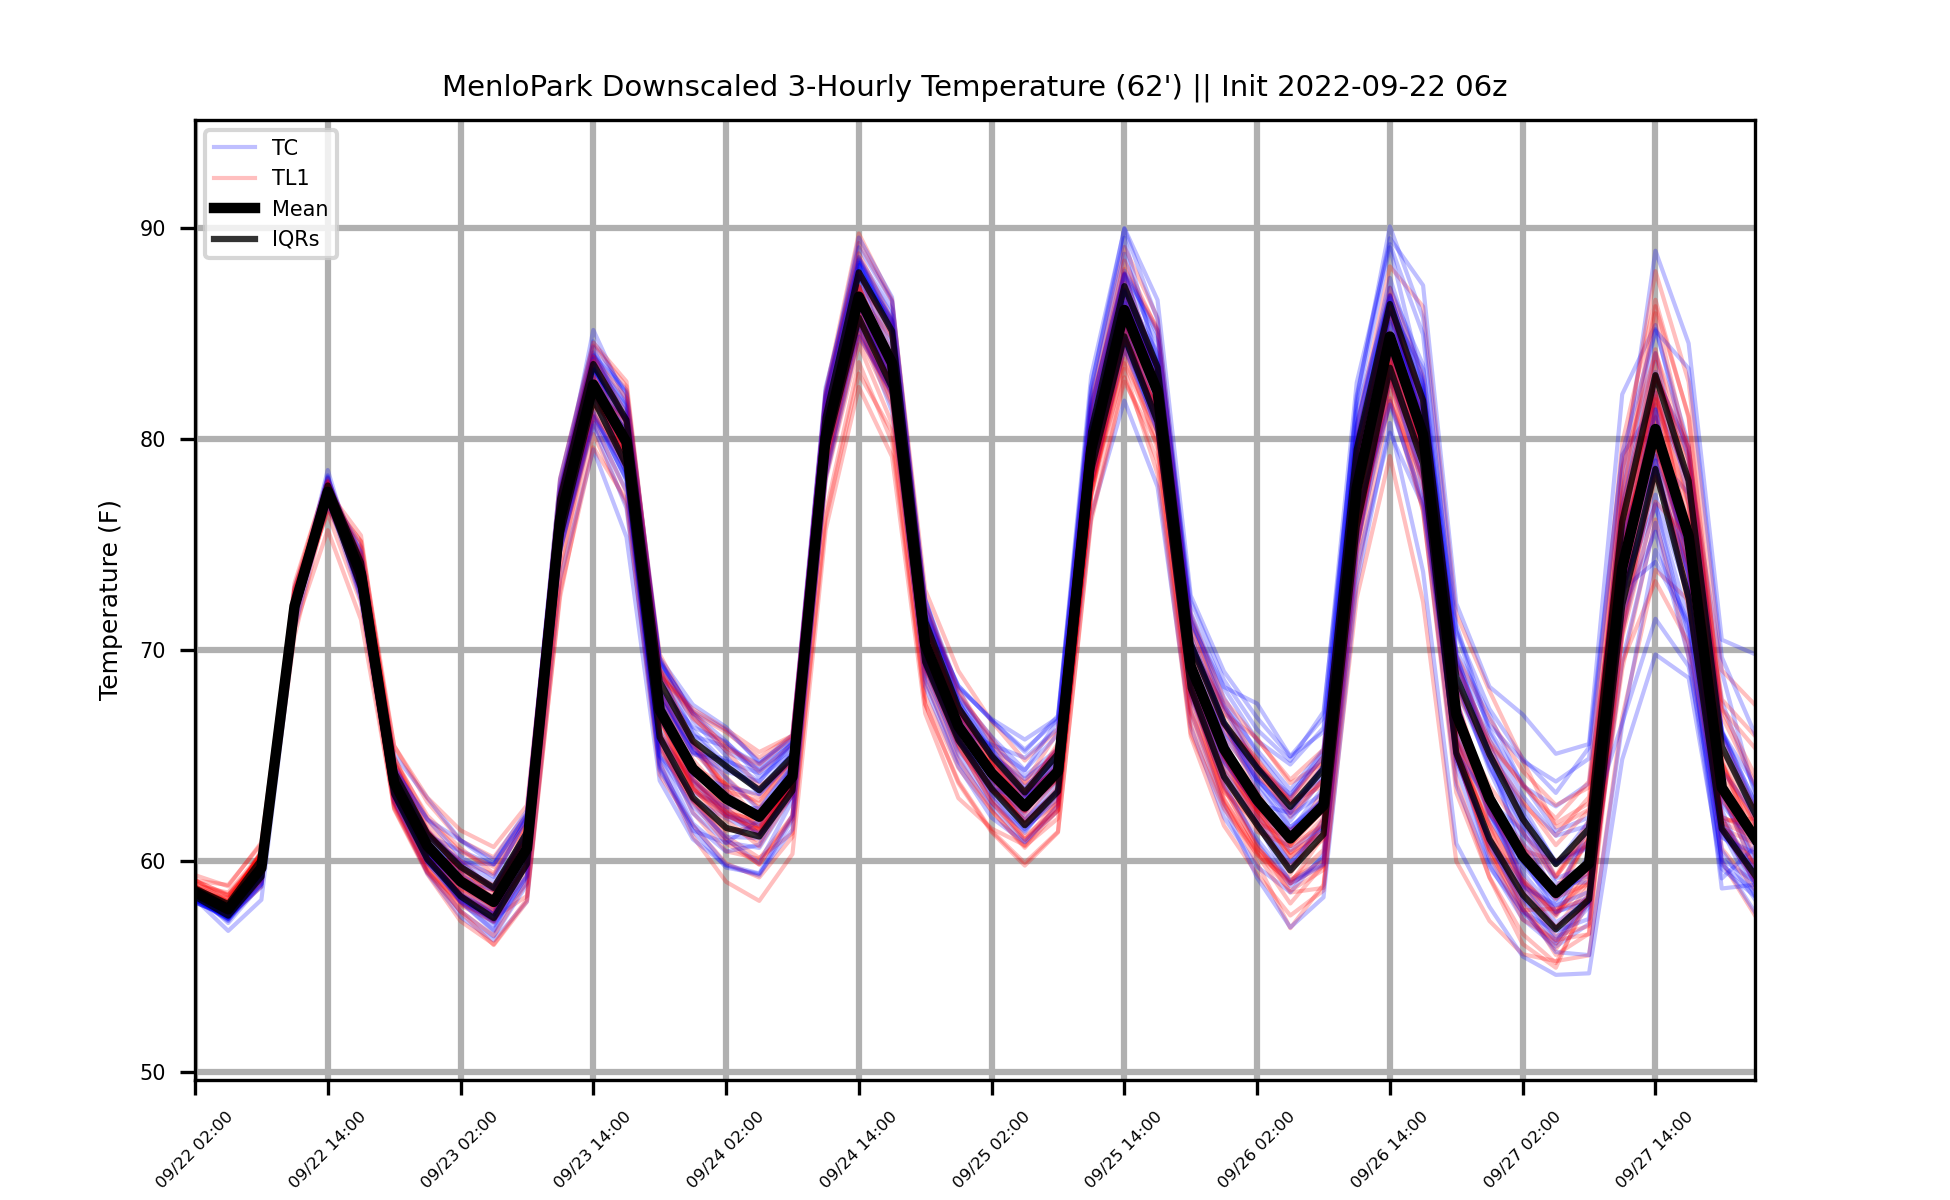 MenloPark Downscaled 3-Hourly Temperature (62') || Init 2022-09-22 06z
TC
TL1
Mean
IQRs
Temperature (F)
90
80
70
60
50
09/22 02:00
09/22 14:00
09/23 02:00
09/23 14:00
09/24 02:00
09/24 14:00
09/25 02:00
09/25 14:00
09/26 02:00
09/26 14:00
09/27 02:00
09/27 14:00